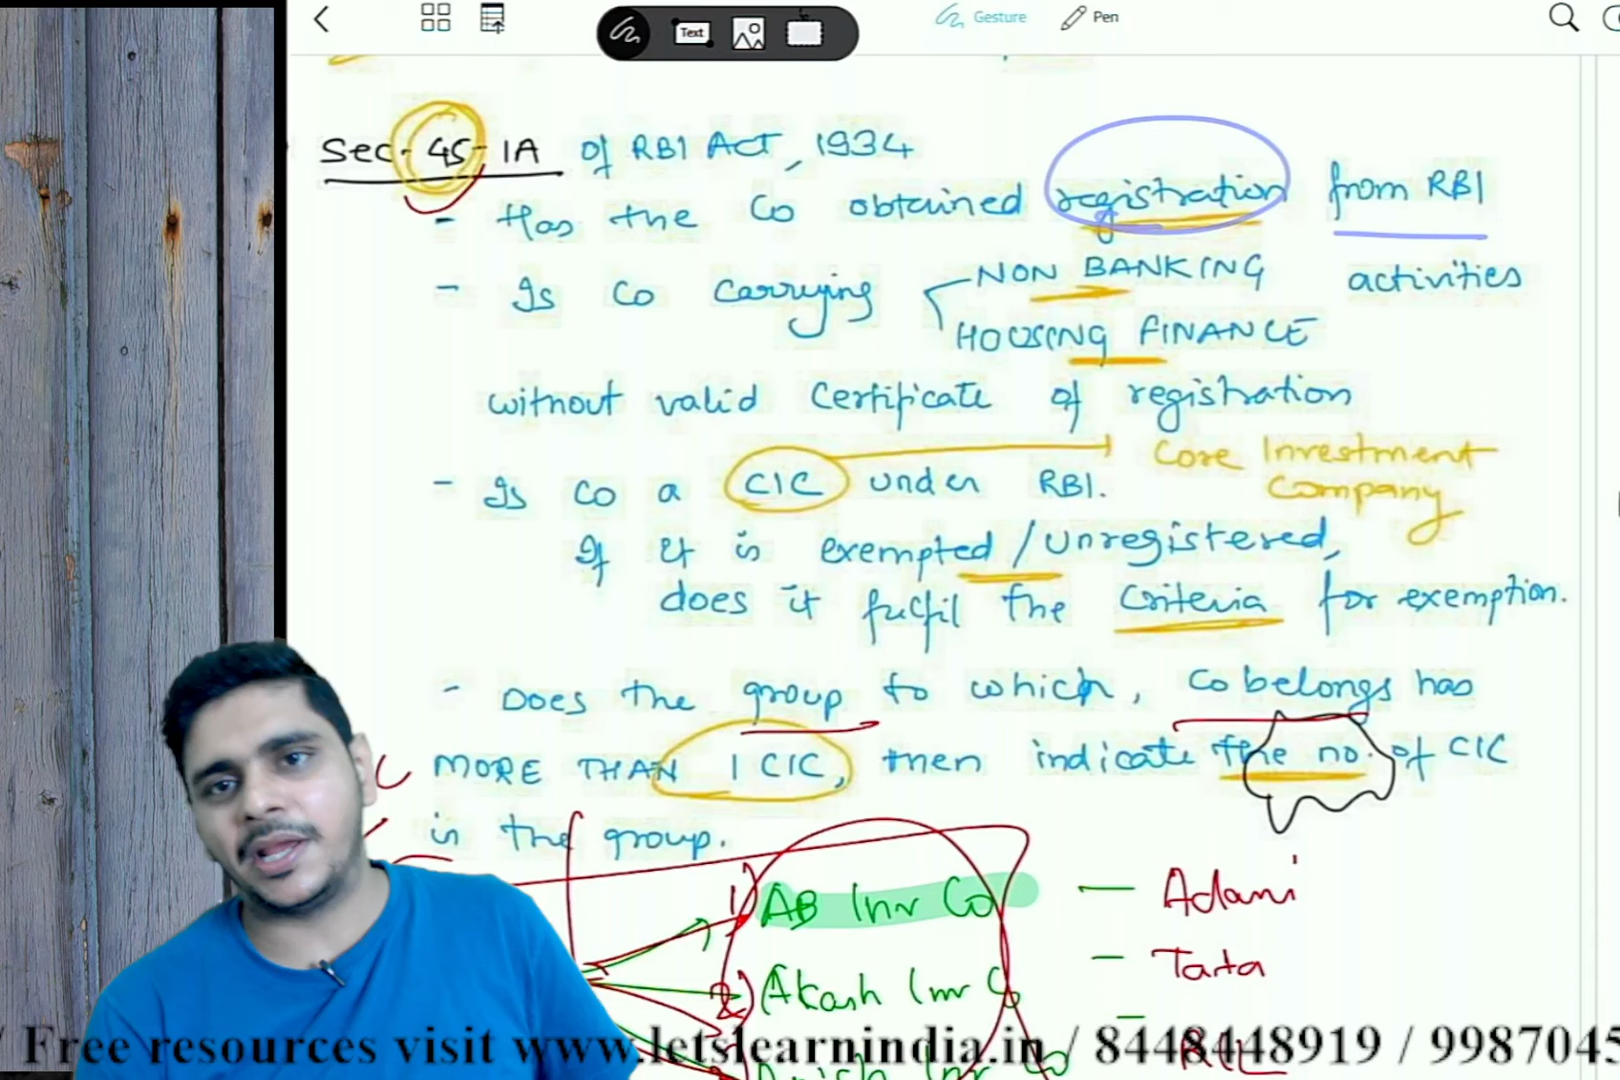 Gesture Pen
Text
Sec-45-IA of RBI ACT, 1934
- Has the Co obtained registration from RBI
- Is Co carrying NON BANKING activities
HOUSING FINANCE
without valid Certificate of registration
- Is Co a CIC under RBI. Core Investment Company
If it is exempted / Unregistered,
does it fulfil the Criteria for exemption.
- Does the group to which, Co belongs has
MORE THAN 1 CIC, then indicate the no. of CIC
in the group.
1) AB Inv Co — Adani
2) Akash Inv Co — Tata
/ Free resources visit www.letslearnindia.in / 8448448919 / 9987045
Inv Co RIL